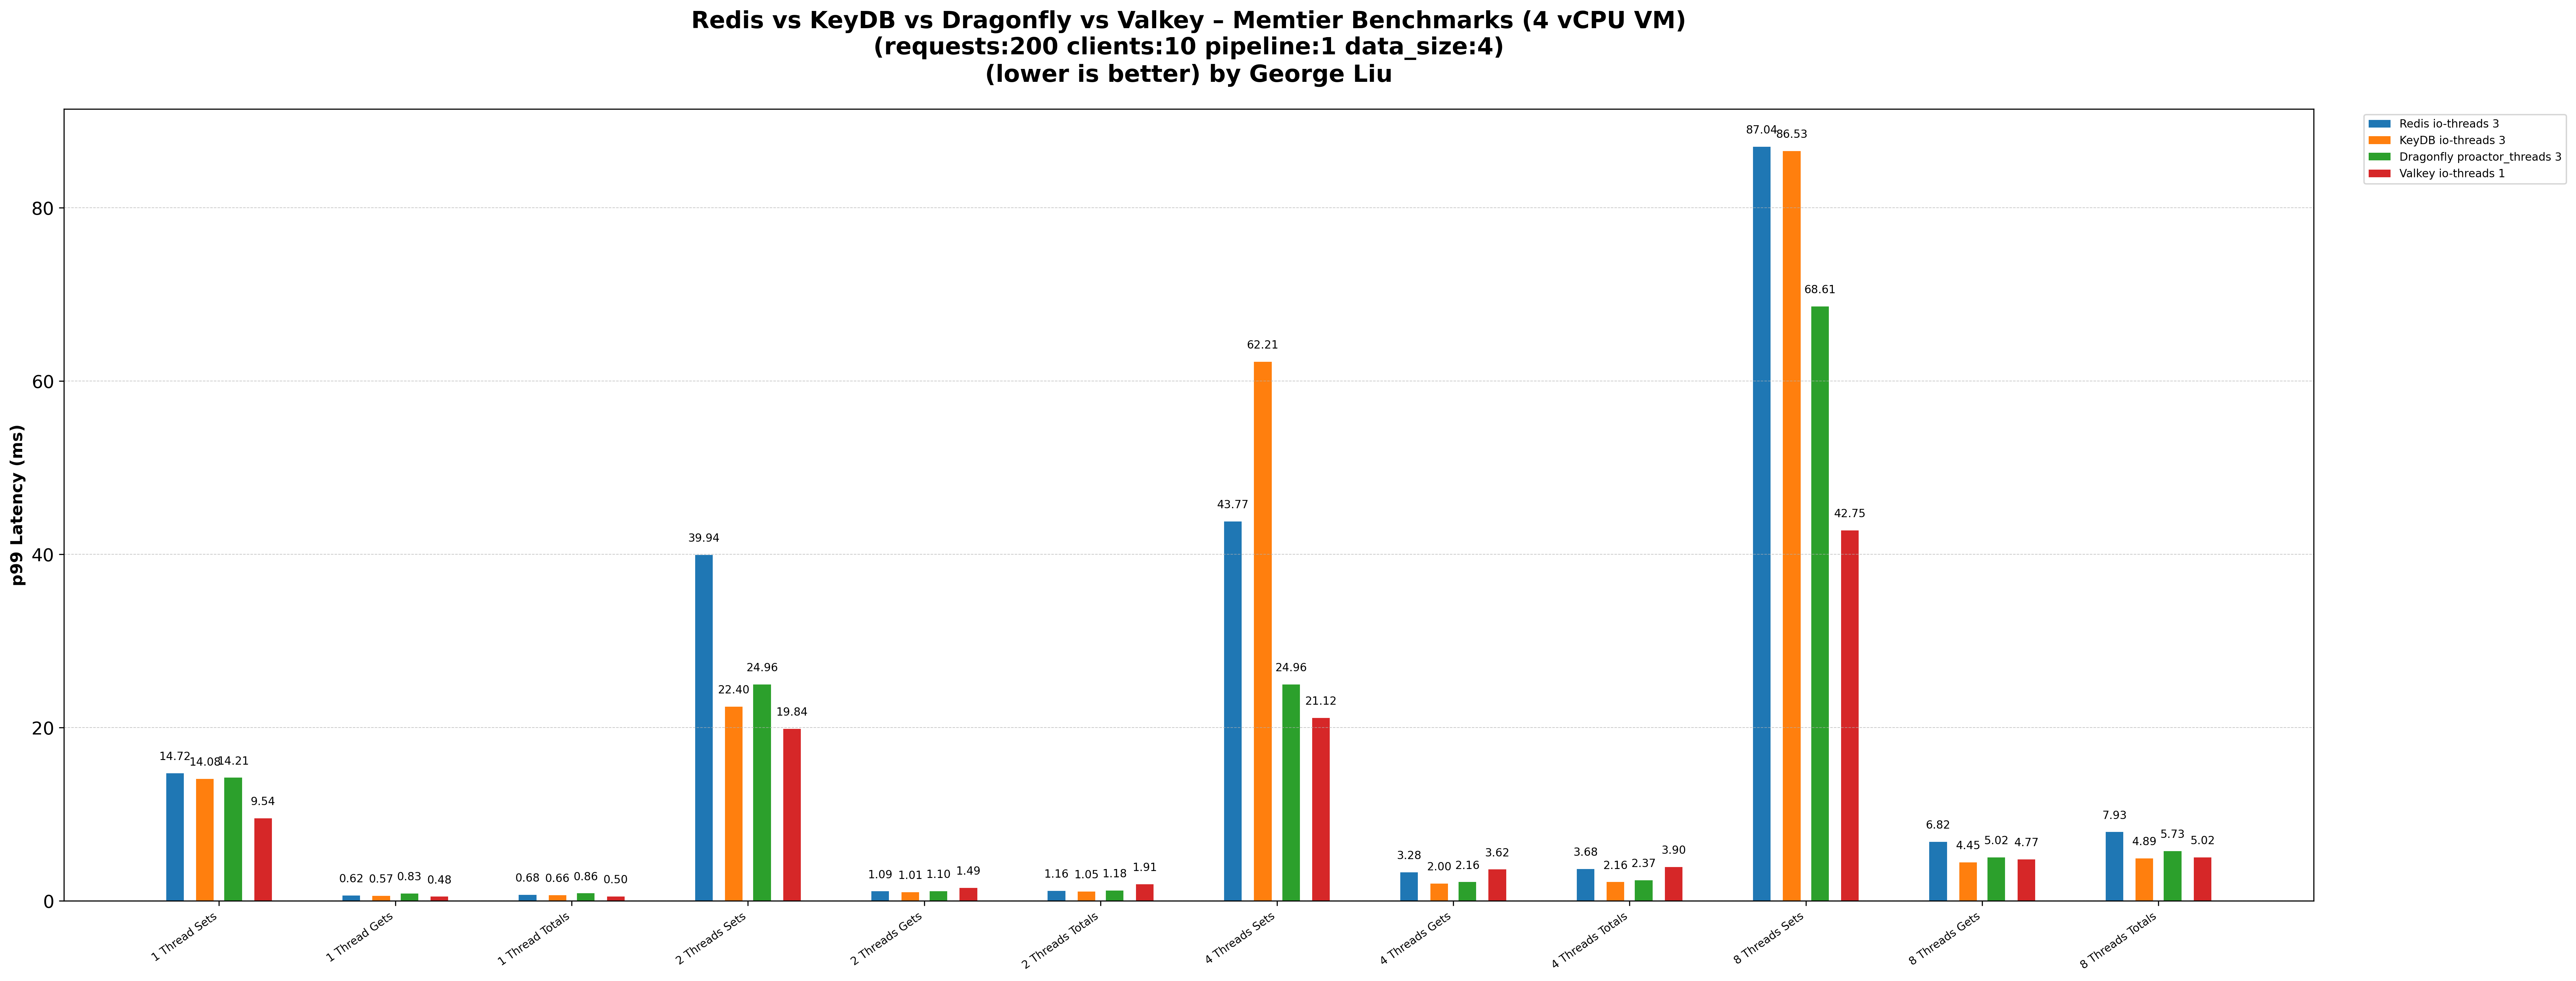 Redis vs KeyDB vs Dragonfly vs Valkey – Memtier Benchmarks (4 vCPU VM)
(requests:200 clients:10 pipeline:1 data_size:4)
(lower is better) by George Liu
Redis io-threads 3
KeyDB io-threads 3
Dragonfly proactor_threads 3
Valkey io-threads 1
p99 Latency (ms)
80
60
40
20
0
14.72
14.08
14.21
9.54
0.62
0.57
0.83
0.48
0.68
0.66
0.86
0.50
39.94
22.40
24.96
19.84
1.09
1.01
1.10
1.49
1.16
1.05
1.18
1.91
43.77
62.21
24.96
21.12
3.28
2.00
2.16
3.62
3.68
2.16
2.37
3.90
87.04
86.53
68.61
42.75
6.82
4.45
5.02
4.77
7.93
4.89
5.73
5.02
1 Thread Sets
1 Thread Gets
1 Thread Totals
2 Threads Sets
2 Threads Gets
2 Threads Totals
4 Threads Sets
4 Threads Gets
4 Threads Totals
8 Threads Sets
8 Threads Gets
8 Threads Totals